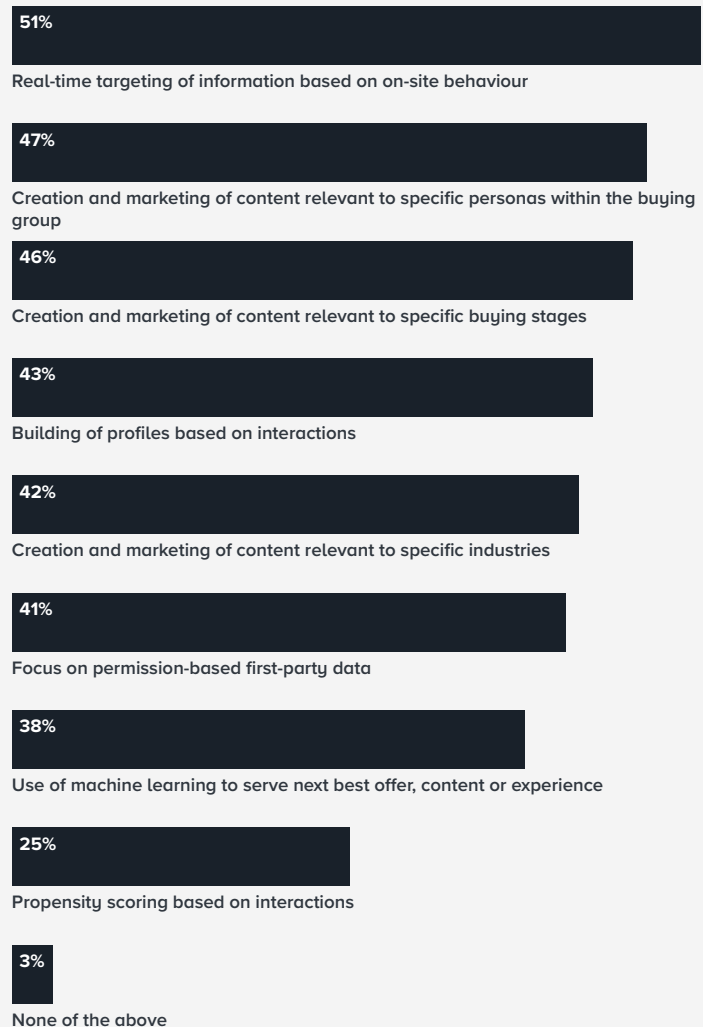 51%
Real-time targeting of information based on on-site behaviour
47%
Creation and marketing of content relevant to specific personas within the buying
group
46%
Creation and marketing of content relevant to specific buying stages
43%
Building of profiles based on interactions
42%
Creation and marketing of content relevant to specific industries
41%
Focus on permission-based first-party data
38%
Use of machine learning to serve next best offer, content or experience
25%
Propensity scoring based on interactions
3%
None of the above